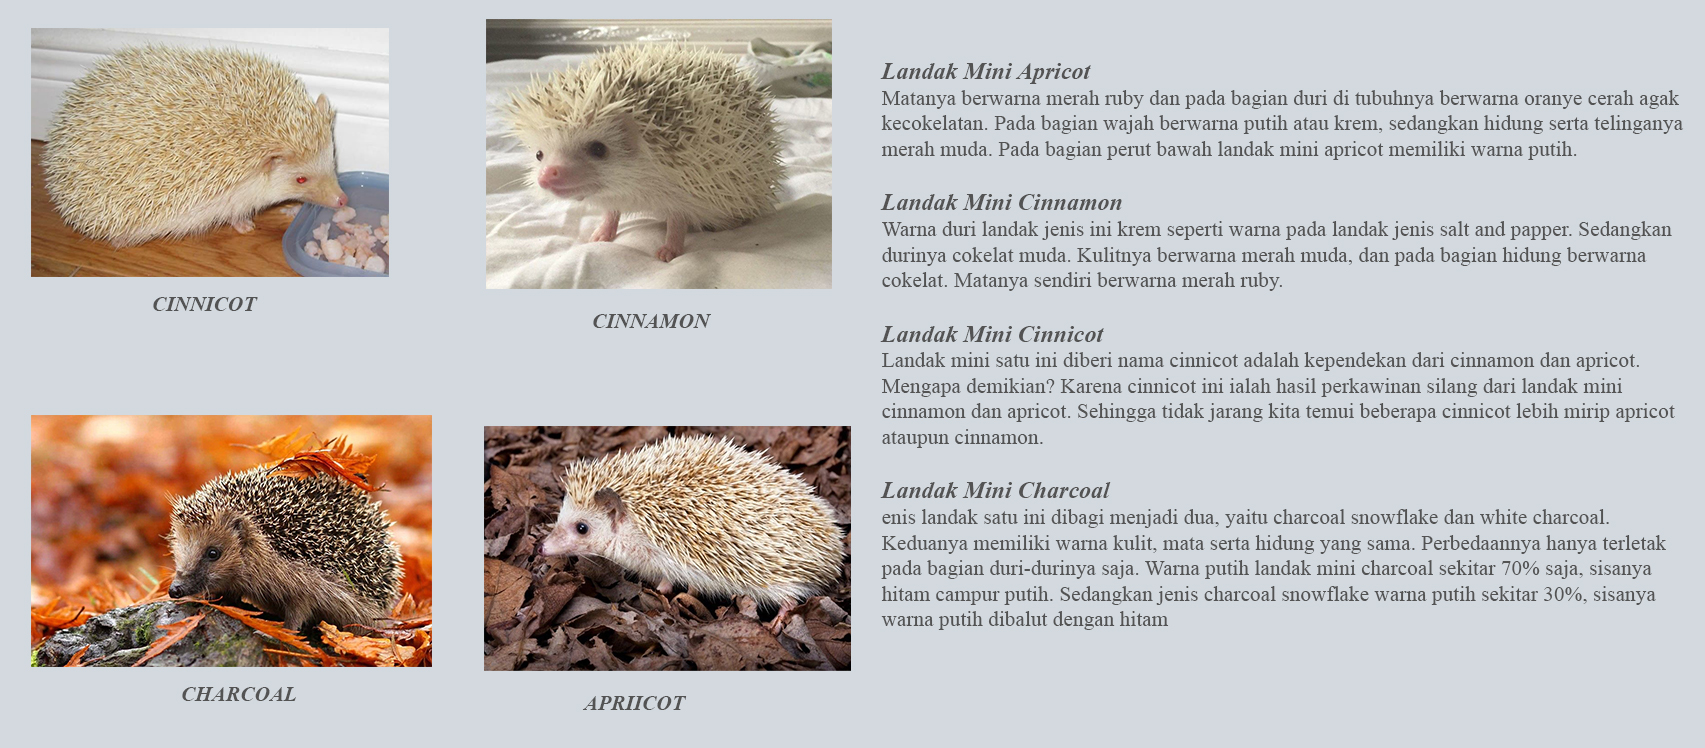 CINNICOT
CINNAMON
CHARCOAL
APRIICOT
Landak Mini Apricot
Matanya berwarna merah ruby dan pada bagian duri di tubuhnya berwarna oranye cerah agak
kecokelatan. Pada bagian wajah berwarna putih atau krem, sedangkan hidung serta telinganya
merah muda. Pada bagian perut bawah landak mini apricot memiliki warna putih.
Landak Mini Cinnamon
Warna duri landak jenis ini krem seperti warna pada landak jenis salt and papper. Sedangkan
durinya cokelat muda. Kulitnya berwarna merah muda, dan pada bagian hidung berwarna
cokelat. Matanya sendiri berwarna merah ruby.
Landak Mini Cinnicot
Landak mini satu ini diberi nama cinnicot adalah kependekan dari cinnamon dan apricot.
Mengapa demikian? Karena cinnicot ini ialah hasil perkawinan silang dari landak mini
cinnamon dan apricot. Sehingga tidak jarang kita temui beberapa cinnicot lebih mirip apricot
ataupun cinnamon.
Landak Mini Charcoal
enis landak satu ini dibagi menjadi dua, yaitu charcoal snowflake dan white charcoal.
Keduanya memiliki warna kulit, mata serta hidung yang sama. Perbedaannya hanya terletak
pada bagian duri-durinya saja. Warna putih landak mini charcoal sekitar 70% saja, sisanya
hitam campur putih. Sedangkan jenis charcoal snowflake warna putih sekitar 30%, sisanya
warna putih dibalut dengan hitam